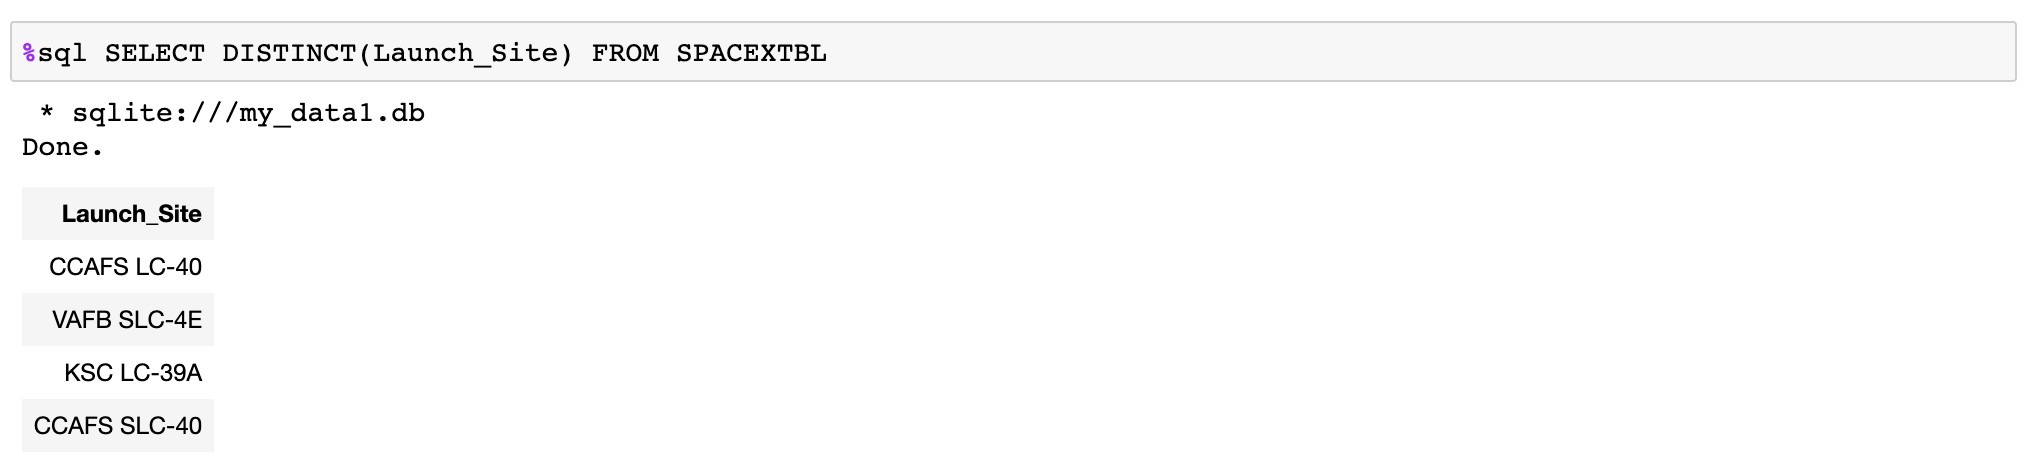 %sql SELECT DISTINCT(Launch_Site) FROM SPACEXTBL
* sqlite:///my_data1.db
Done.
Launch_Site
CCAFS LC-40
VAFB SLC-4E
KSC LC-39A
CCAFS SLC-40